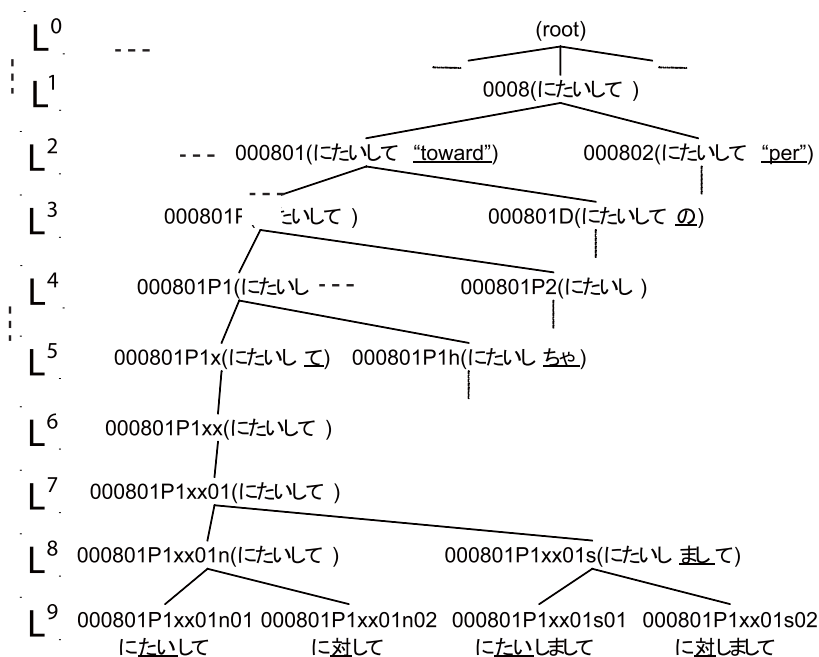 L0 (root)
L1 0008(にたいして )
L2 000801(にたいして “toward”) 000802(にたいして “per”)
L3 000801 たいして ) 000801D(にたいして の)
L4 000801P1(にたいし 000801P2(にたいし )
L5 000801P1x(にたいし て) 000801P1h(にたいし ちゃ)
L6 000801P1xx(にたいして )
L7 000801P1xx01(にたいして )
L8 000801P1xx01n(にたいして ) 000801P1xx01s(にたいし まして)
L9 000801P1xx01n01 000801P1xx01n02 000801P1xx01s01 000801P1xx01s02
にたいして に対して にたいしまして に対しまして